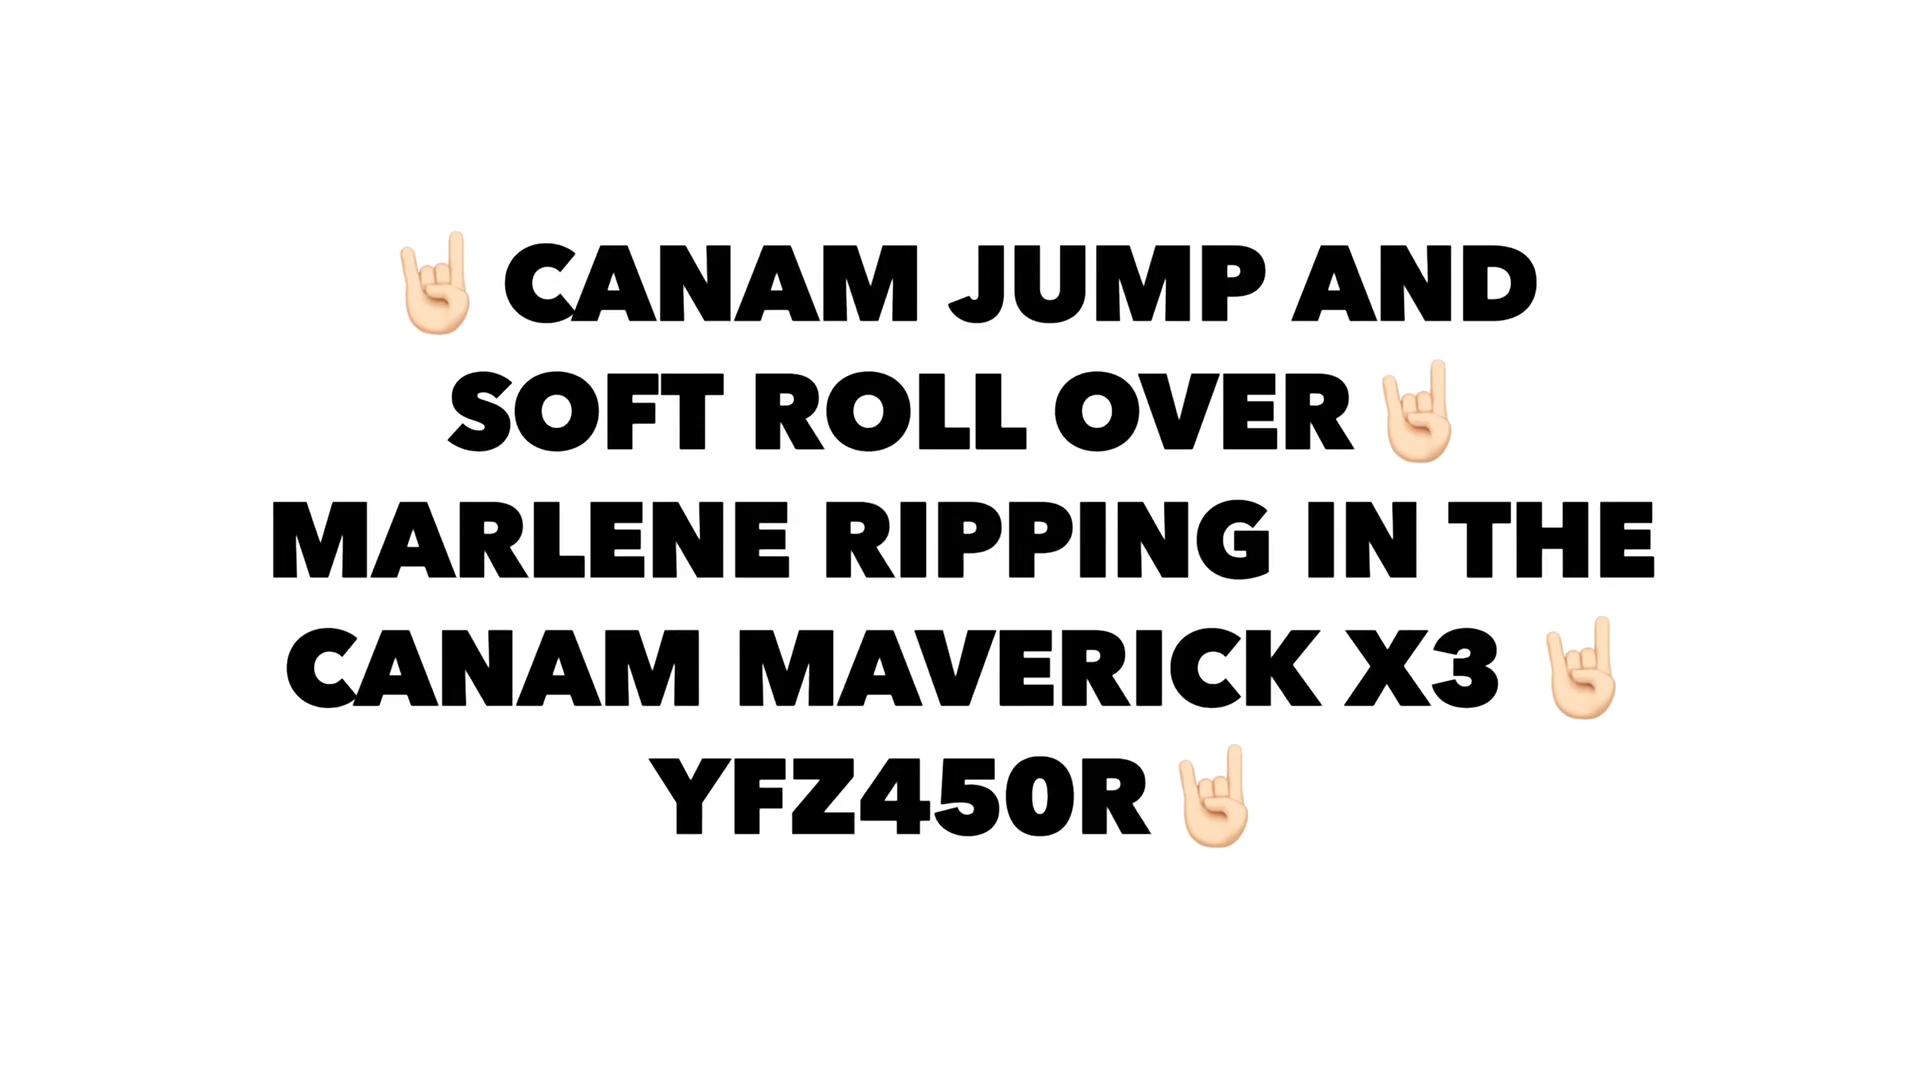 🤘🏻 CANAM JUMP AND
SOFT ROLL OVER 🤘🏻
MARLENE RIPPING IN THE
CANAM MAVERICK X3 🤘🏻
YFZ450R 🤘🏻